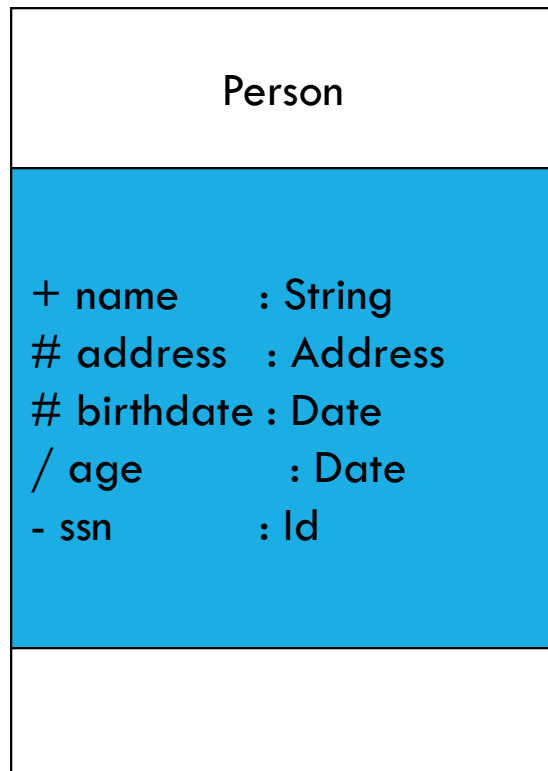 Person
+ name : String
# address : Address
# birthdate : Date
/ age : Date
- ssn : Id